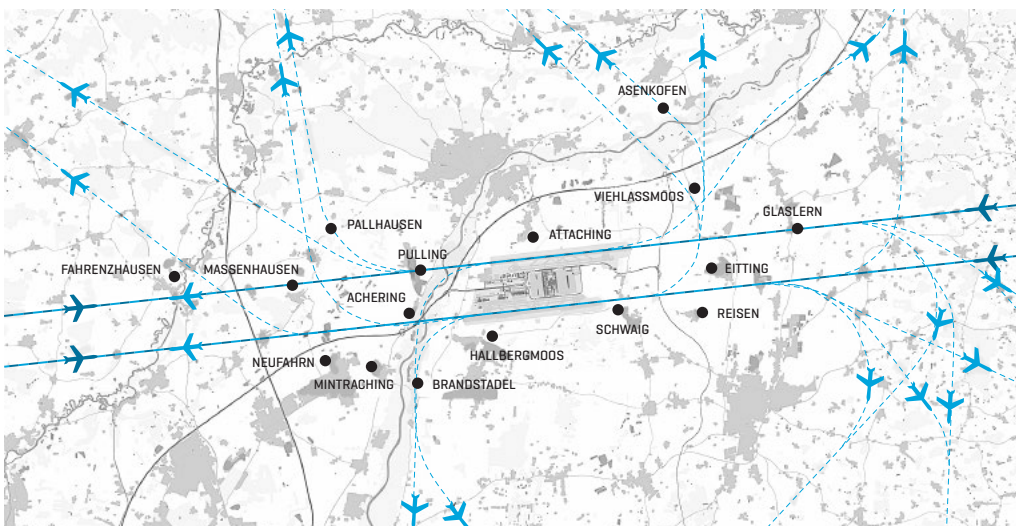 ASENKOFEN
VIEHLASSMOOS
GLASLERN
PALLHAUSEN
ATTACHING
PULLING
FAHRENZHAUSEN
MASSENHAUSEN
EITTING
ACHERING
REISEN
SCHWAIG
HALLBERGMOOS
NEUFAHRN
MINTRACHING
BRANDSTADEL